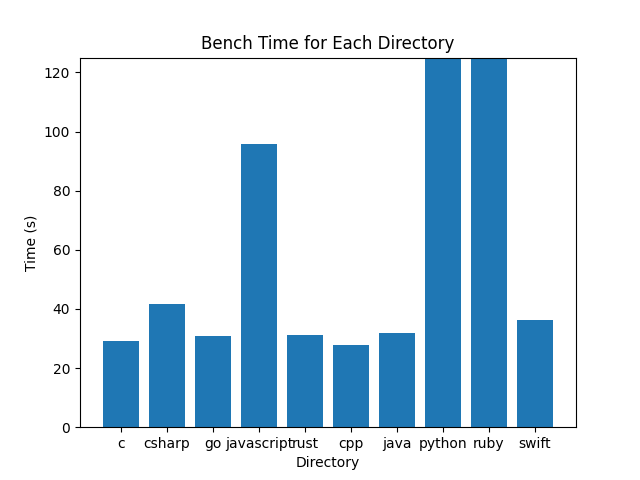 Bench Time for Each Directory
120
100
80
60
40
20
0
Time (s)
c csharp go javascript rust cpp java python ruby swift
Directory